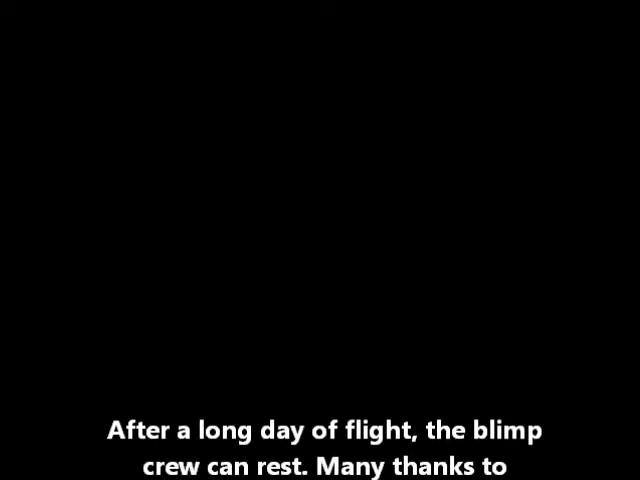 After a long day of flight, the blimp
crew can rest. Many thanks to